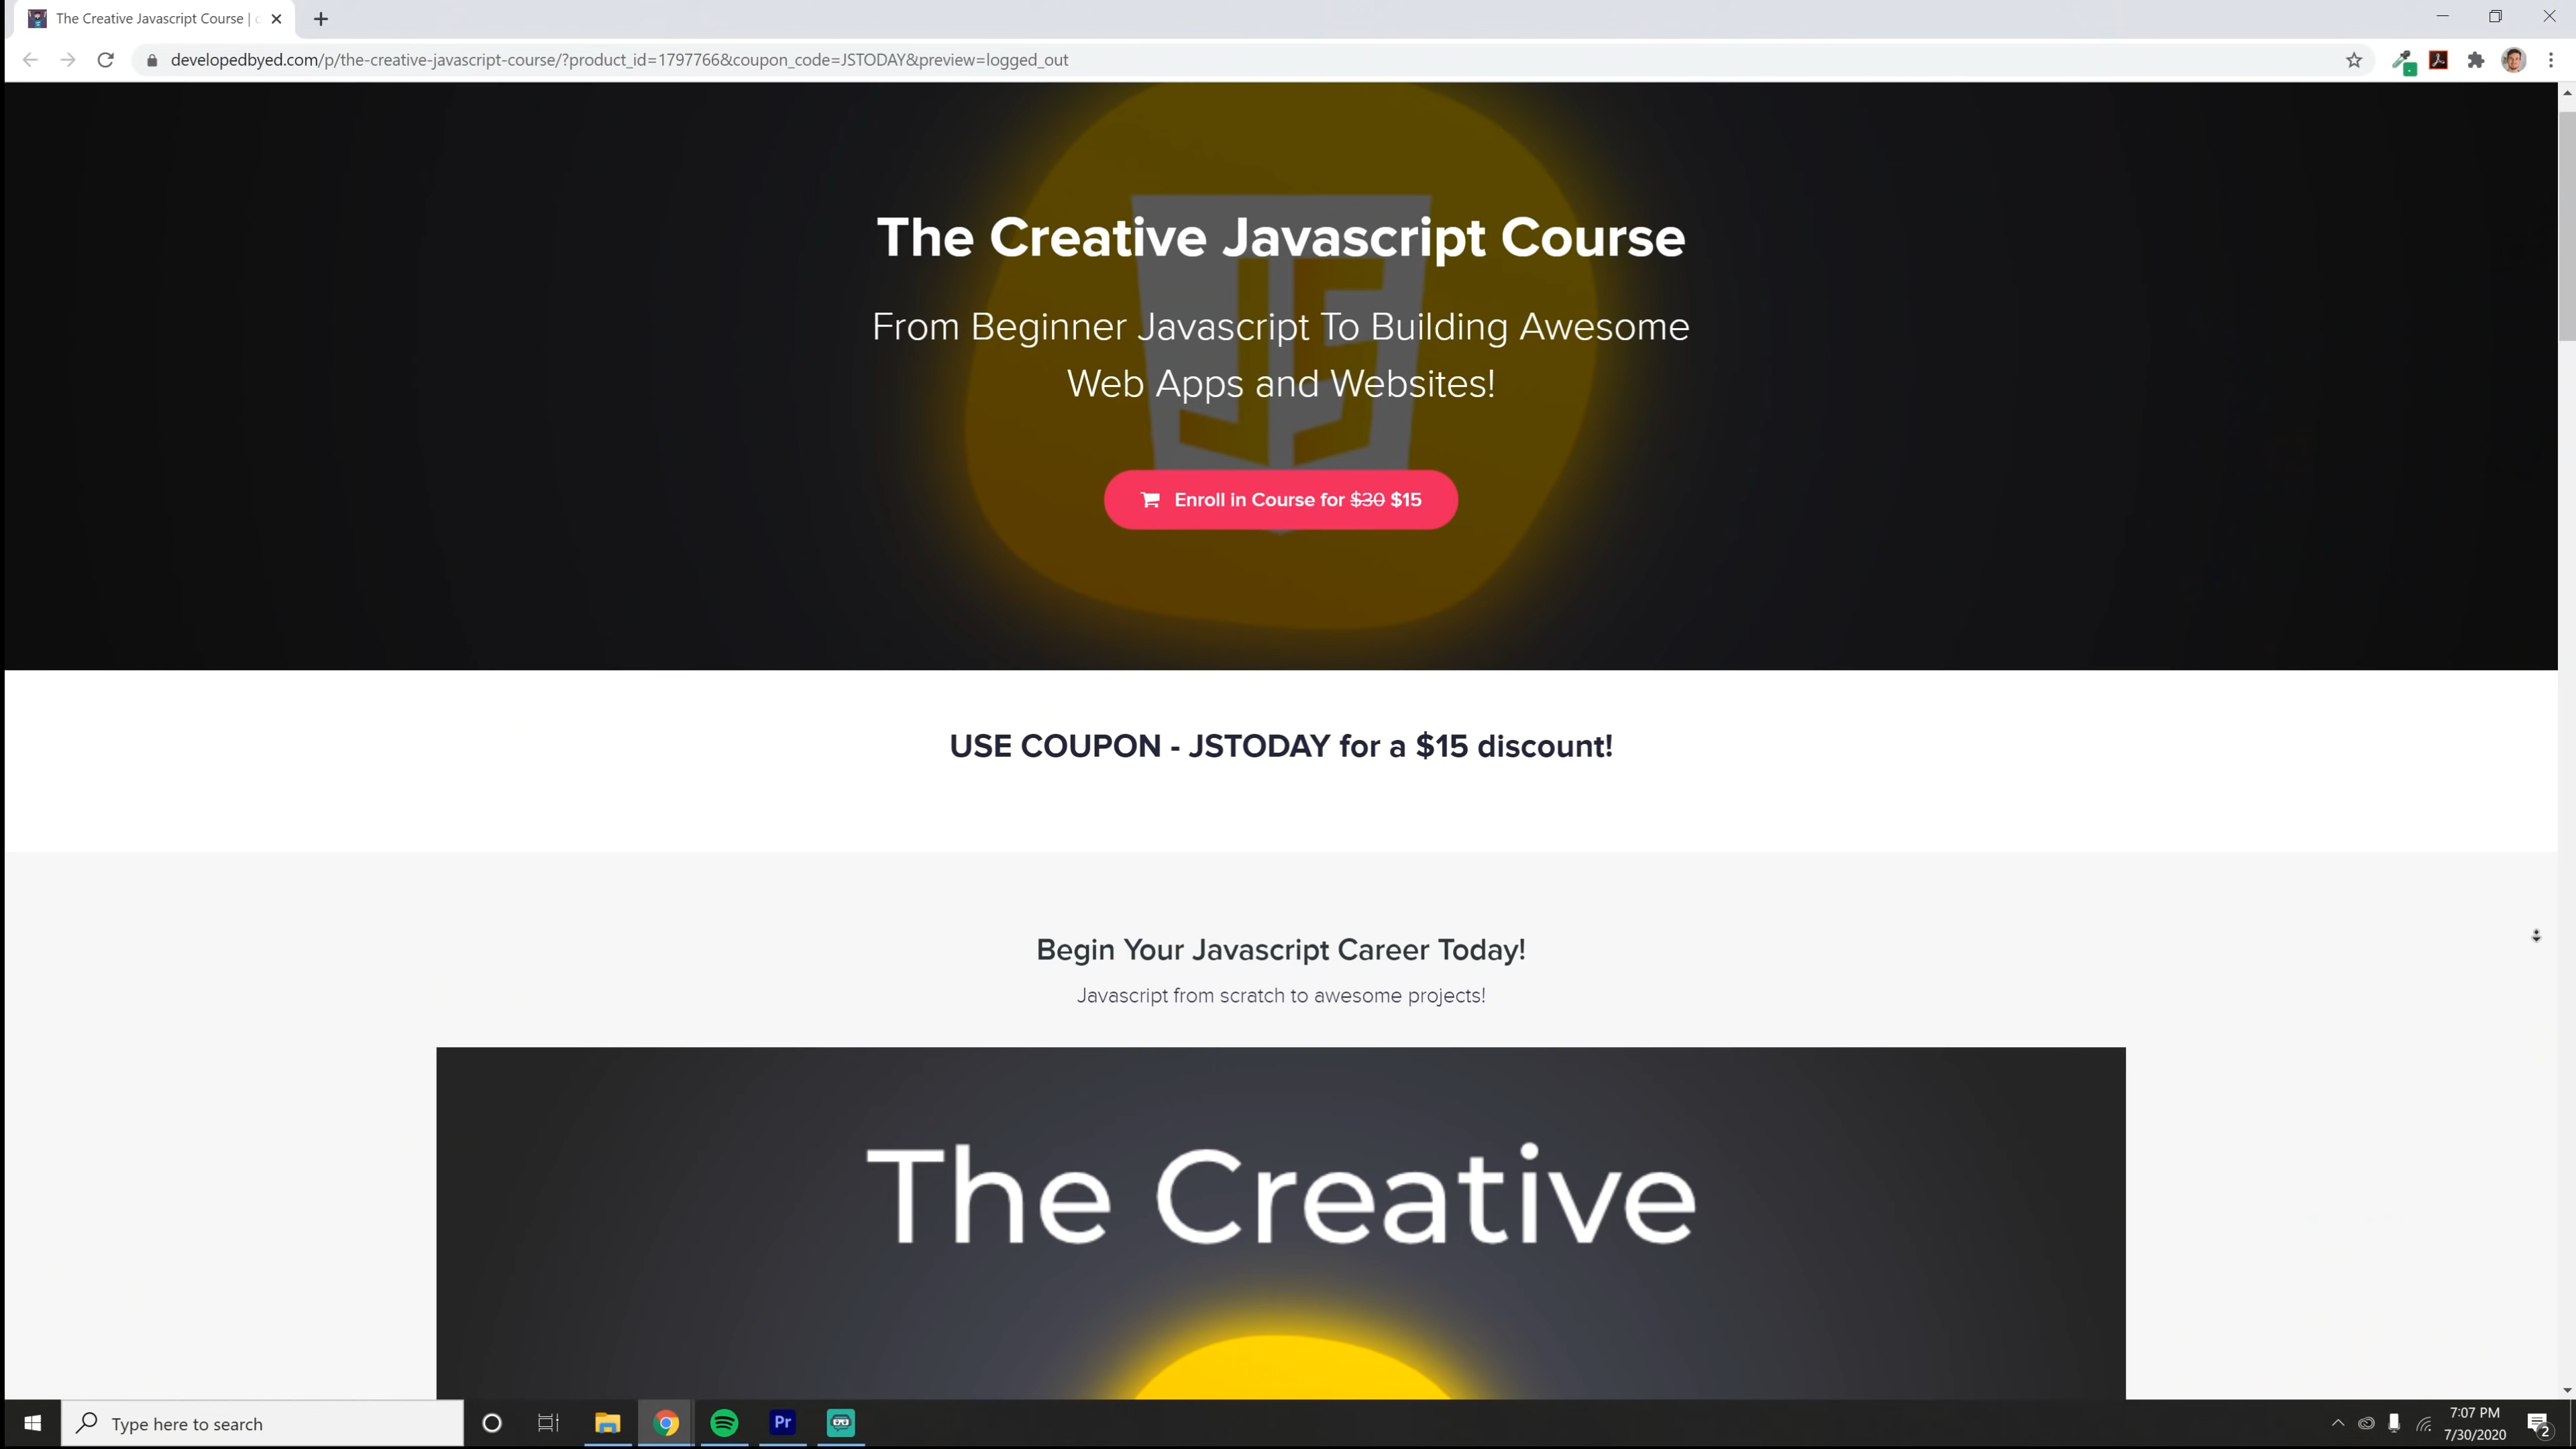 The Creative Javascript Course |
developedbyed.com/p/the-creative-javascript-course/?product_id=1797766&coupon_code=JSTODAY&preview=logged_out
JS
The Creative Javascript Course
From Beginner Javascript To Building Awesome
Web Apps and Websites!
Enroll in Course for $30 $15
USE COUPON - JSTODAY for a $15 discount!
Begin Your Javascript Career Today!
Javascript from scratch to awesome projects!
The Creative
Type here to search
Pr
7:07 PM
7/30/2020
2